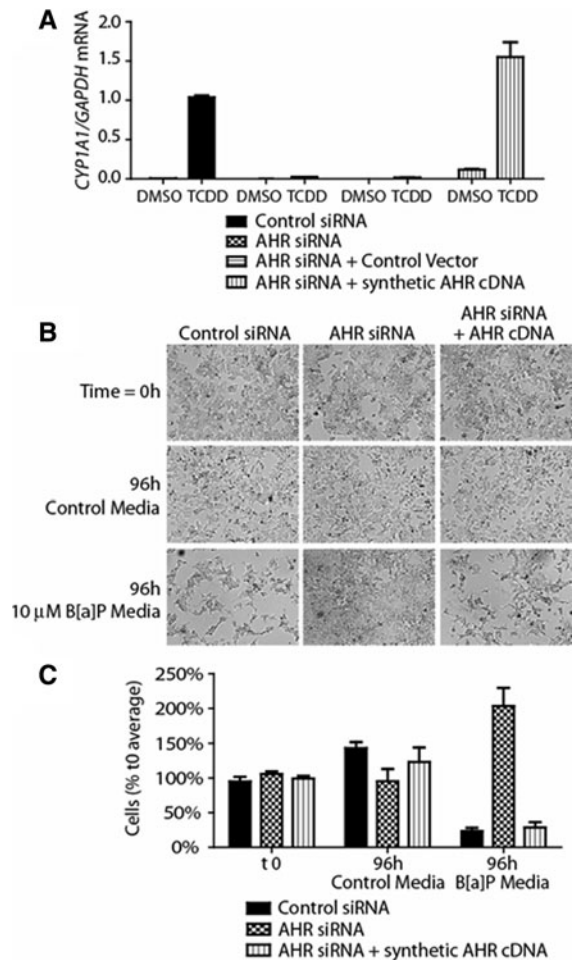 A
CYP1A1/GAPDH mRNA
2.0
1.5
1.0
0.5
0.0
DMSO TCDD DMSO TCDD DMSO TCDD DMSO TCDD
Control siRNA
AHR siRNA
AHR siRNA + Control Vector
AHR siRNA + synthetic AHR cDNA
B
Control siRNA
AHR siRNA
AHR siRNA
+ AHR cDNA
Time = 0h
96h
Control Media
96h
10 μM B[a]P Media
C
Cells (% t0 average)
250%
200%
150%
100%
50%
0%
t 0
96h
Control Media
96h
B[a]P Media
Control siRNA
AHR siRNA
AHR siRNA + synthetic AHR cDNA